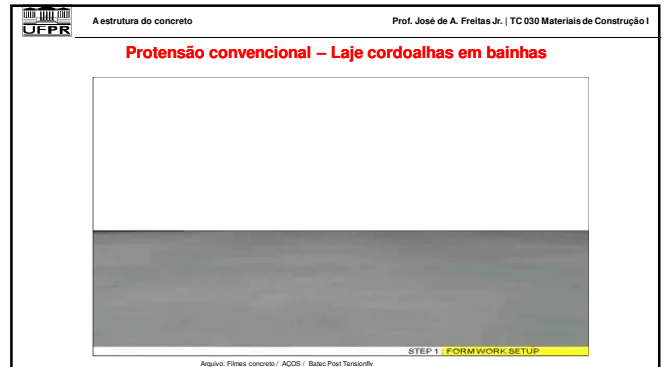 UFPR
A estrutura do concreto
Prof. José de A. Freitas Jr. | TC 030 Materiais de Construção I
Protensão convencional – Laje cordoalhas em bainhas
STEP 1 : FORMWORK SETUP
Arquivo: Filmes concreto / AÇOS / Batec Post Tensionflv